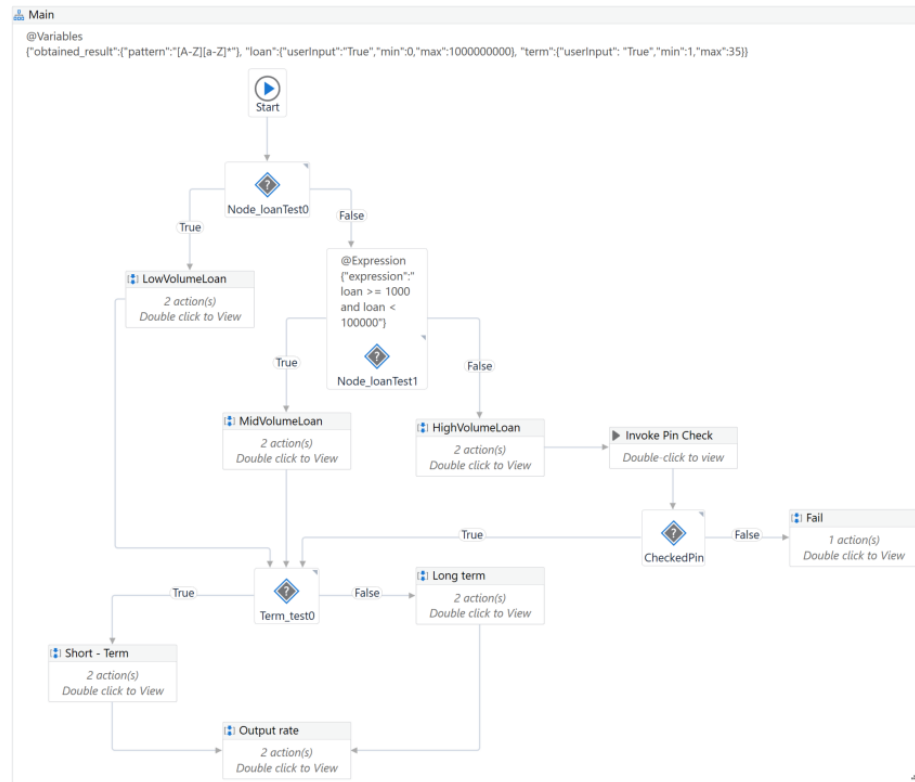 Main
@Variables
{"obtained_result":{"pattern":"[A-Z][a-Z]*"}, "loan":{"userInput":"True","min":0,"max":1000000000}, "term":{"userInput": "True","min":1,"max":35}}
Start
Node_loanTest0
True
False
LowVolumeLoan
2 action(s)
Double click to View
@Expression
{"expression":"
loan >= 1000
and loan <
100000"}
Node_loanTest1
True
False
MidVolumeLoan
2 action(s)
Double click to View
HighVolumeLoan
2 action(s)
Double click to View
Invoke Pin Check
Double-click to view
CheckedPin
True
False
Fail
1 action(s)
Double click to View
Term_test0
True
False
Long term
2 action(s)
Double click to View
Short - Term
2 action(s)
Double click to View
Output rate
2 action(s)
Double click to View